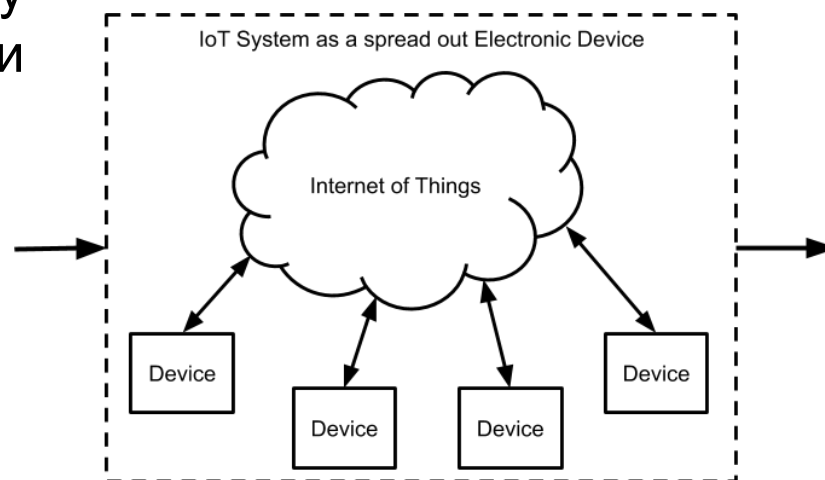 у
и
IoT System as a spread out Electronic Device
Internet of Things
Device
Device
Device
Device